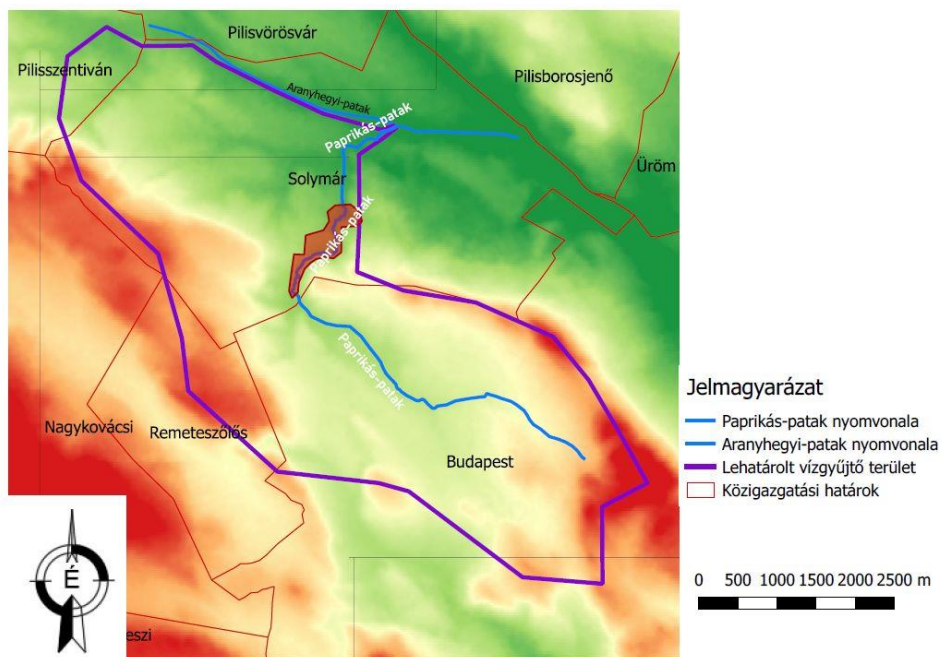 Pilisvörösvár
Pilisszentiván
Pilisborosjenő
Aranyhegyi-patak
Paprikás-patak
Üröm
Solymár
Paprikás-patak
Paprikás-patak
Nagykovácsi
Remeteszőlős
Budapest
eszi
É
Jelmagyarázat
Paprikás-patak nyomvonala
Aranyhegyi-patak nyomvonala
Lehatárolt vízgyűjtő terület
Közigazgatási határok
0 500 1000 1500 2000 2500 m